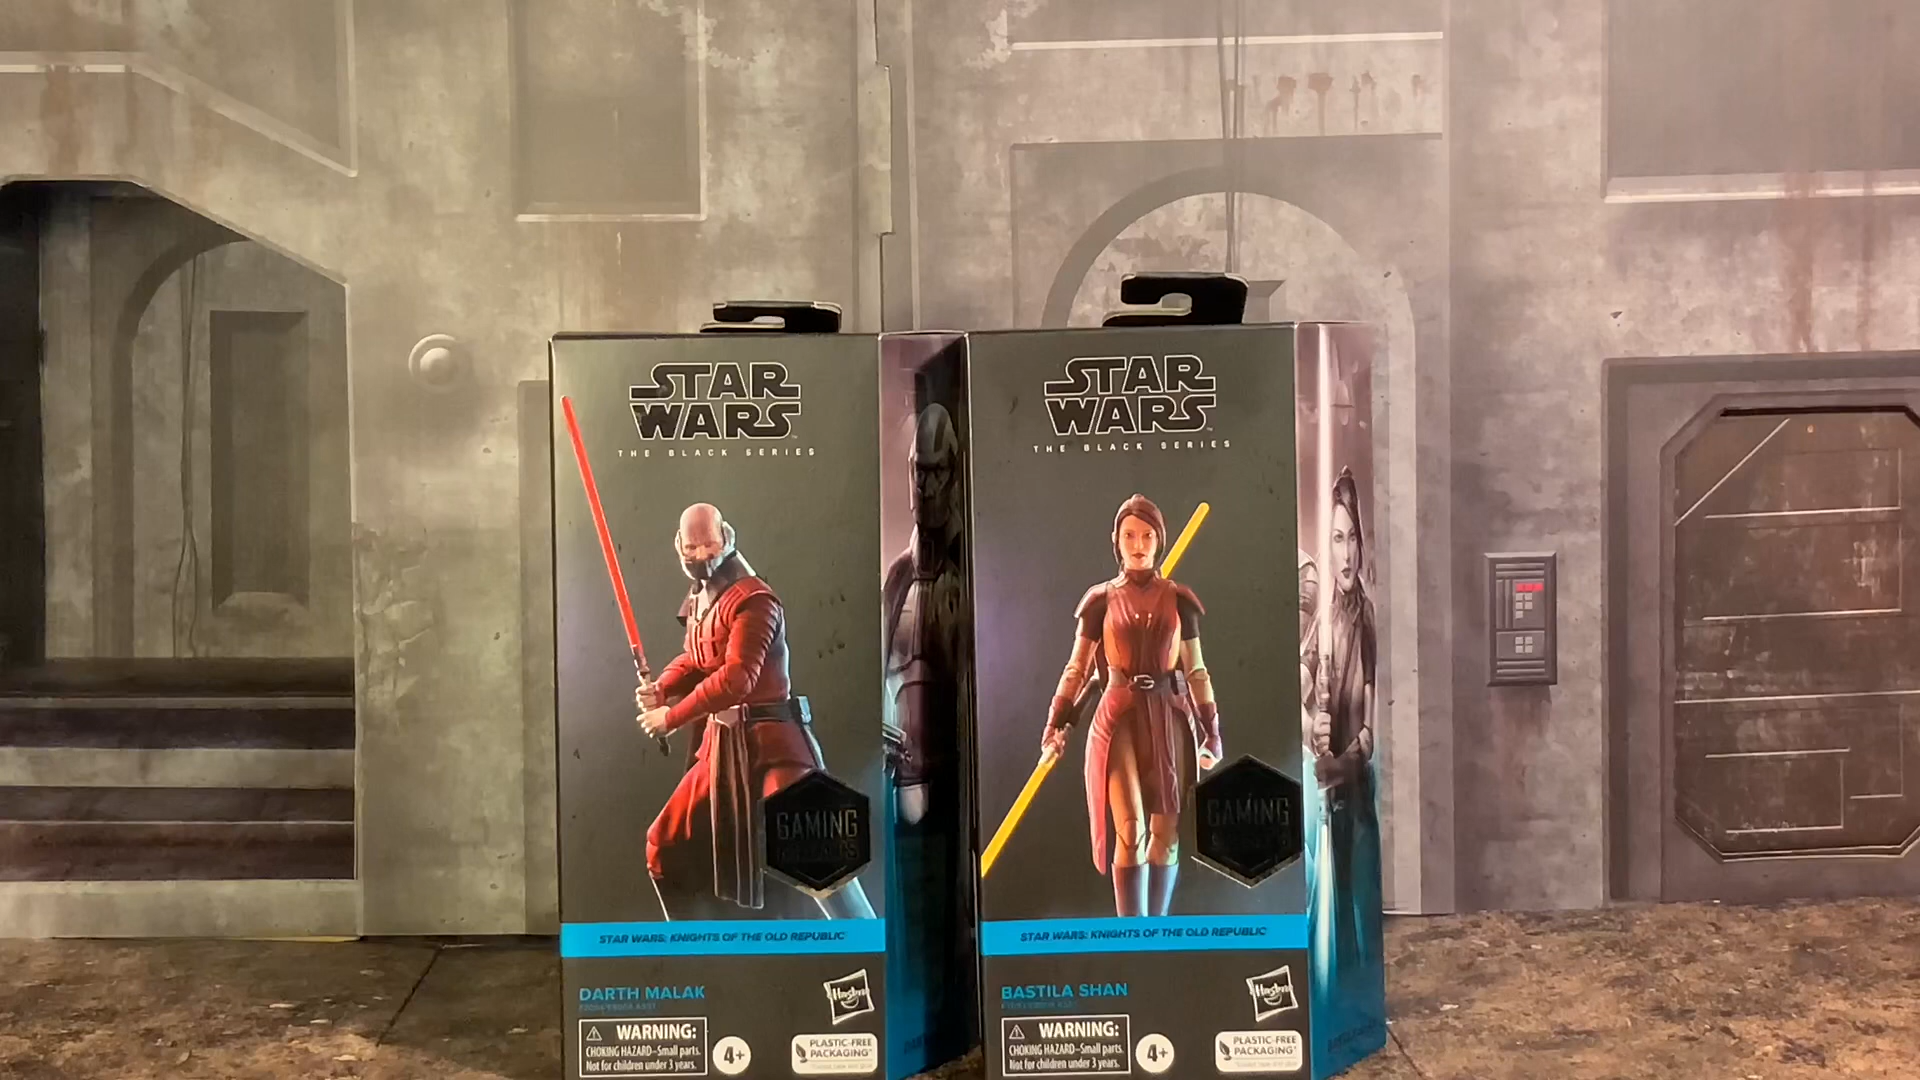 STAR
WARS
THE BLACK SERIES
GAMING
STAR WARS: KNIGHTS OF THE OLD REPUBLIC
DARTH MALAK
Hasbro
WARNING:
CHOKING HAZARD–Small parts.
Not for children under 3 years.
4+
PLASTIC-FREE
PACKAGING*
STAR
WARS
THE BLACK SERIES
GAMING
STAR WARS: KNIGHTS OF THE OLD REPUBLIC
BASTILA SHAN
Hasbro
WARNING:
CHOKING HAZARD–Small parts.
Not for children under 3 years.
4+
PLASTIC-FREE
PACKAGING*